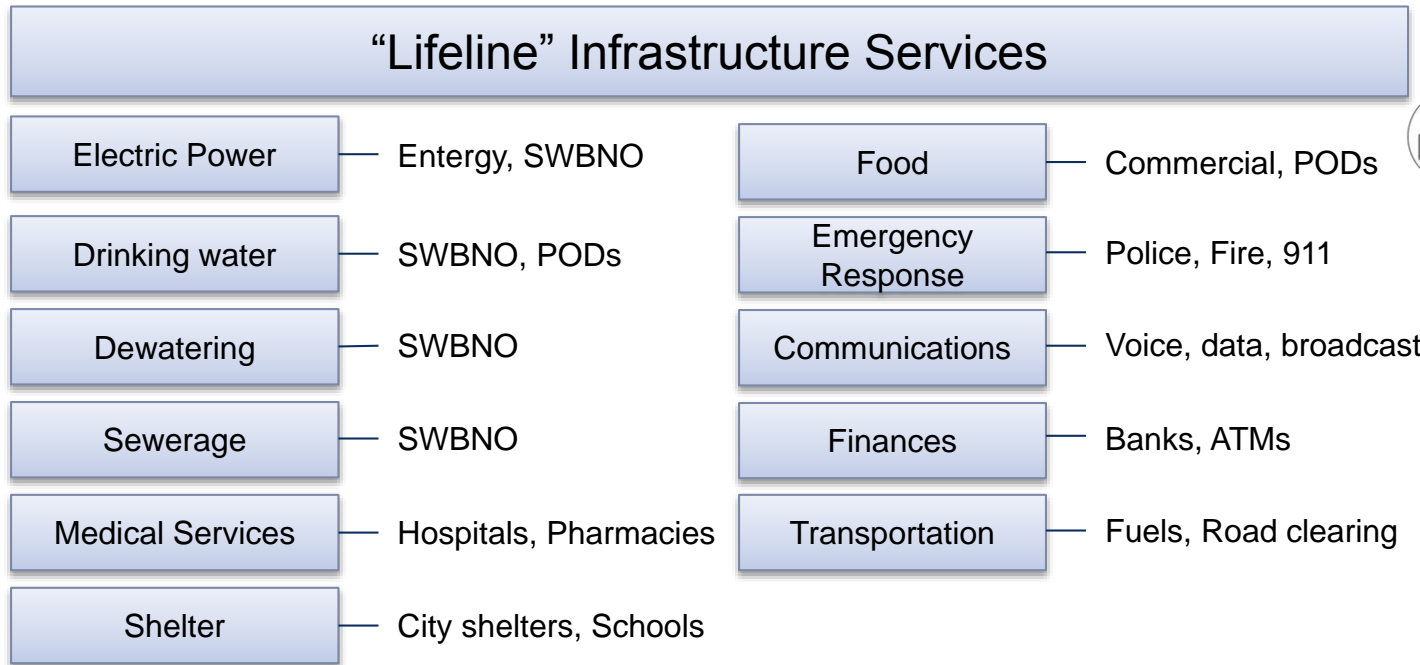 “Lifeline” Infrastructure Services
Electric Power
Entergy, SWBNO
Drinking water
SWBNO, PODs
Dewatering
SWBNO
Sewerage
SWBNO
Medical Services
Hospitals, Pharmacies
Shelter
City shelters, Schools
Food
Commercial, PODs
Emergency
Response
Police, Fire, 911
Communications
Voice, data, broadcast
Finances
Banks, ATMs
Transportation
Fuels, Road clearing